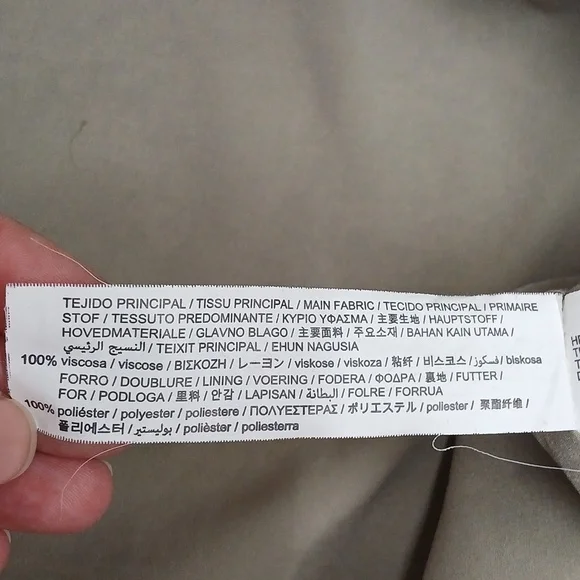 TEJIDO PRINCIPAL / TISSU PRINCIPAL / MAIN FABRIC / TECIDO PRINCIPAL / PRIMAIRE
STOF / TESSUTO PREDOMINANTE / ΚΥΡΙΟ ΥΦΑΣΜΑ / 主要生地 / HAUPTSTOFF /
HOVEDMATERIALE / GLAVNO BLAGO / 主要面料 / 주요소재 / BAHAN KAIN UTAMA /
النسيج الرئيسي / TEIXIT PRINCIPAL / EHUN NAGUSIA
100% viscosa / viscose / ΒΙΣΚΟΖΗ / レーヨン / viskose / viskoza / 粘纤 / 비스코스 / فسكوز / biskosa
FORRO / DOUBLURE / LINING / VOERING / FODERA / ΦΟΔΡΑ / 裏地 / FUTTER /
FOR / PODLOGA / 里料 / 안감 / LAPISAN / البطانة / FOLRE / FORRUA
100% poliéster / polyester / poliestere / ΠΟΛΥΕΣΤΕΡΑΣ / ポリエステル / poliester / 聚酯纤维 /
폴리에스터 / بوليستير / polièster / poliesterra